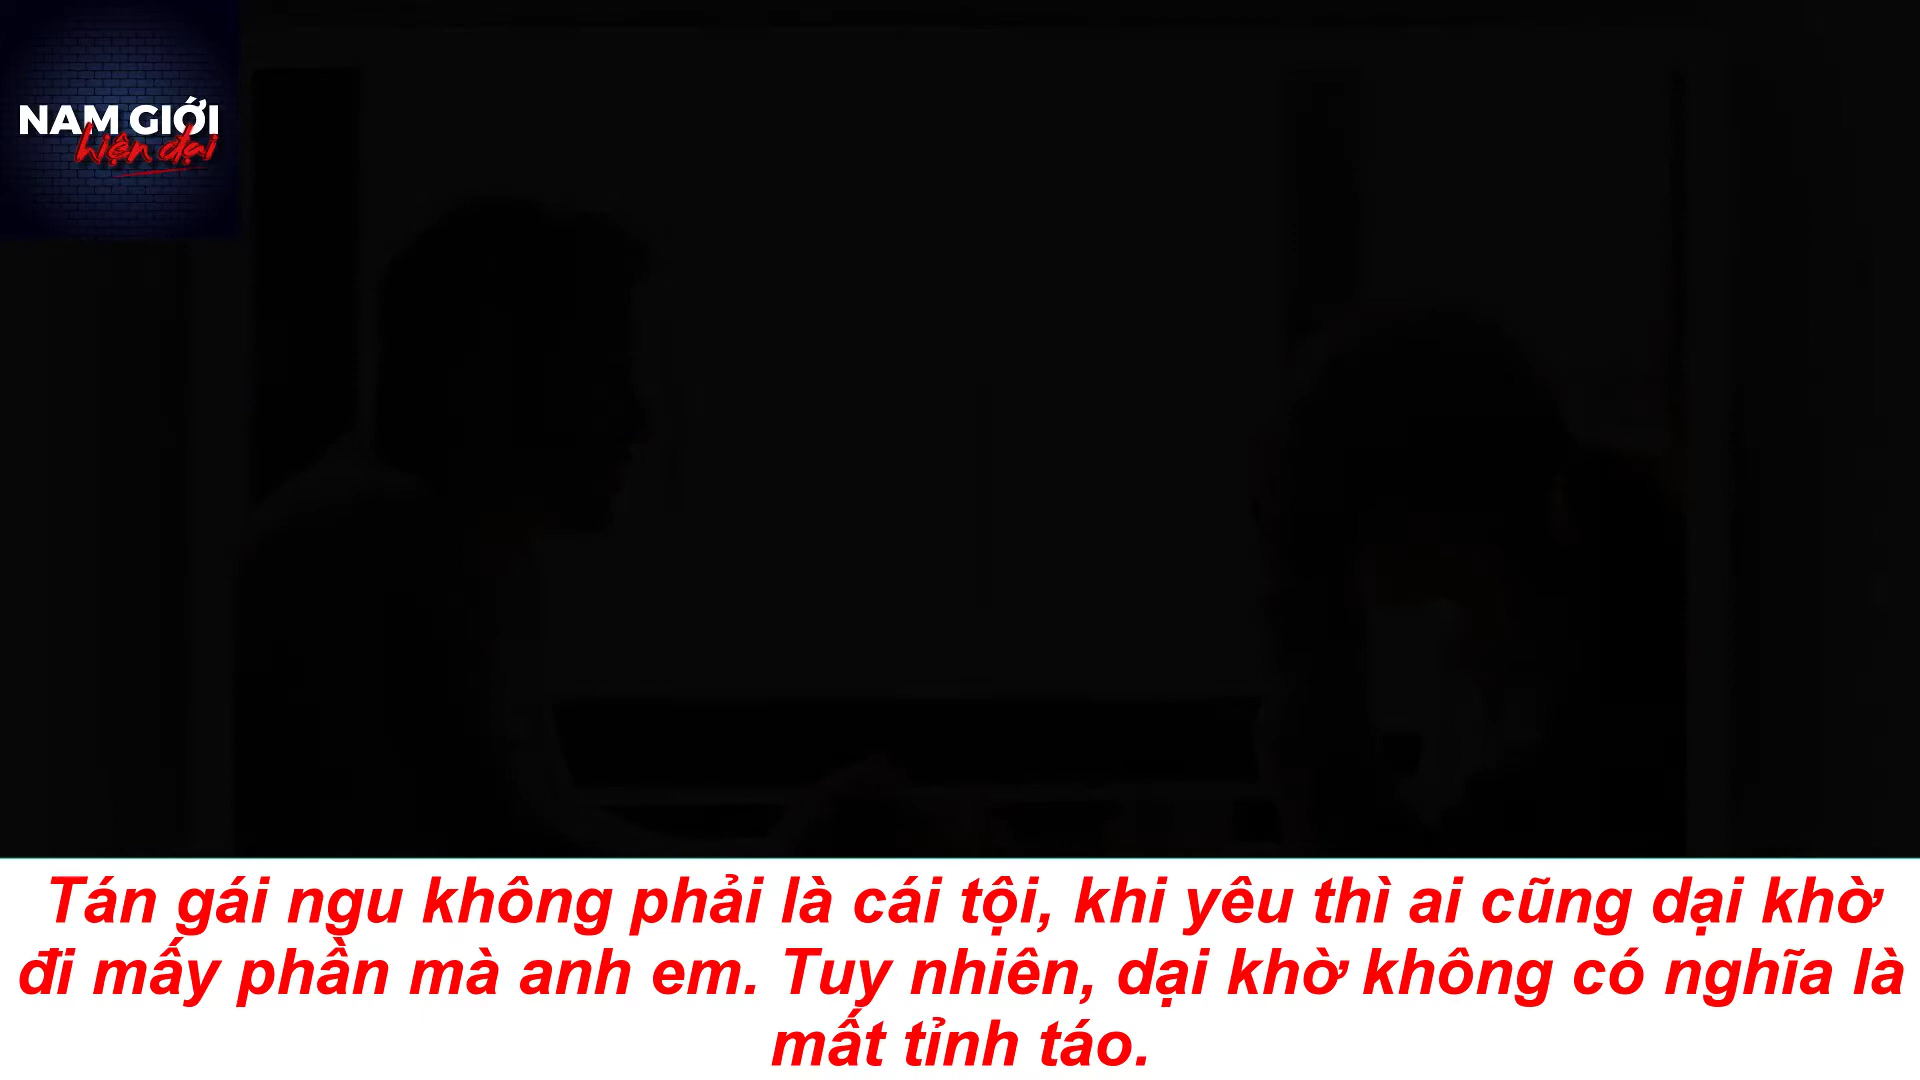 NAM GIỚI
hiện đại
Tán gái ngu không phải là cái tội, khi yêu thì ai cũng dại khờ
đi mấy phần mà anh em. Tuy nhiên, dại khờ không có nghĩa là
mất tỉnh táo.